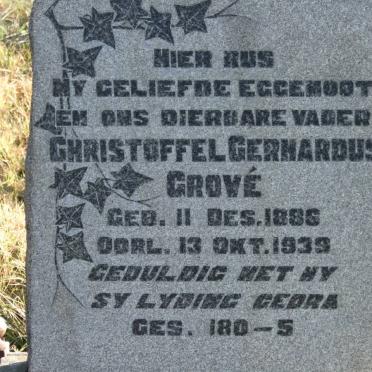 HIER RUS
MY GELIEFDE EGGENOOT
EN ONS DIERBARE VADER
CHRISTOFFEL GERHARDUS
GROVÉ
GEB. 11 DES. 1886
OORL. 13 OKT. 1939
GEDULDIG HET HY
SY LYDING GEDRA
GES. 180-5